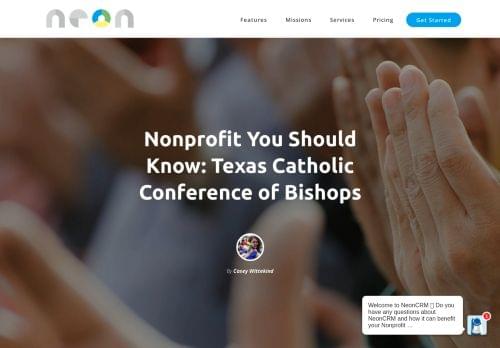 neon
Features Missions Services Pricing Get Started
Nonprofit You Should
Know: Texas Catholic
Conference of Bishops
By Casey Wittekind
Welcome to NeonCRM Do you
have any questions about
NeonCRM and how it can benefit
your Nonprofit ...
1